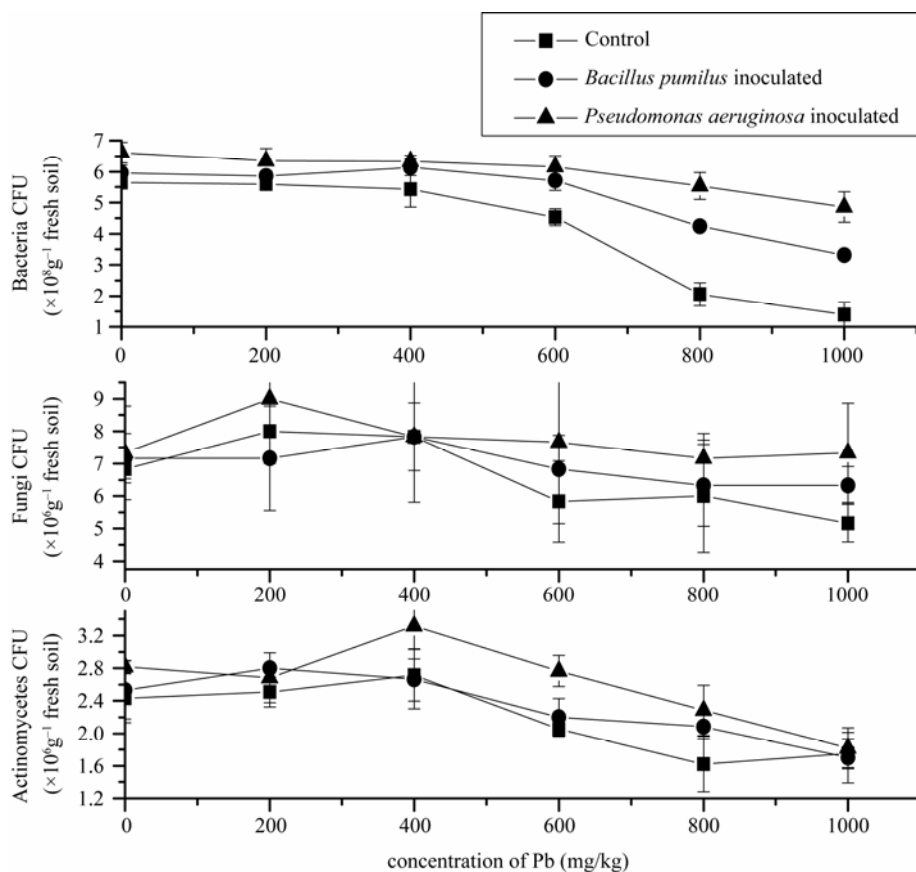 Control
Bacillus pumilus inoculated
Pseudomonas aeruginosa inoculated
Bacteria CFU
(×10⁸g⁻¹ fresh soil)
7
6
5
4
3
2
1
0 200 400 600 800 1000
Fungi CFU
(×10⁶g⁻¹ fresh soil)
9
8
7
6
5
4
0 200 400 600 800 1000
Actinomycetes CFU
(×10⁶g⁻¹ fresh soil)
3.2
2.8
2.4
2.0
1.6
1.2
0 200 400 600 800 1000
concentration of Pb (mg/kg)